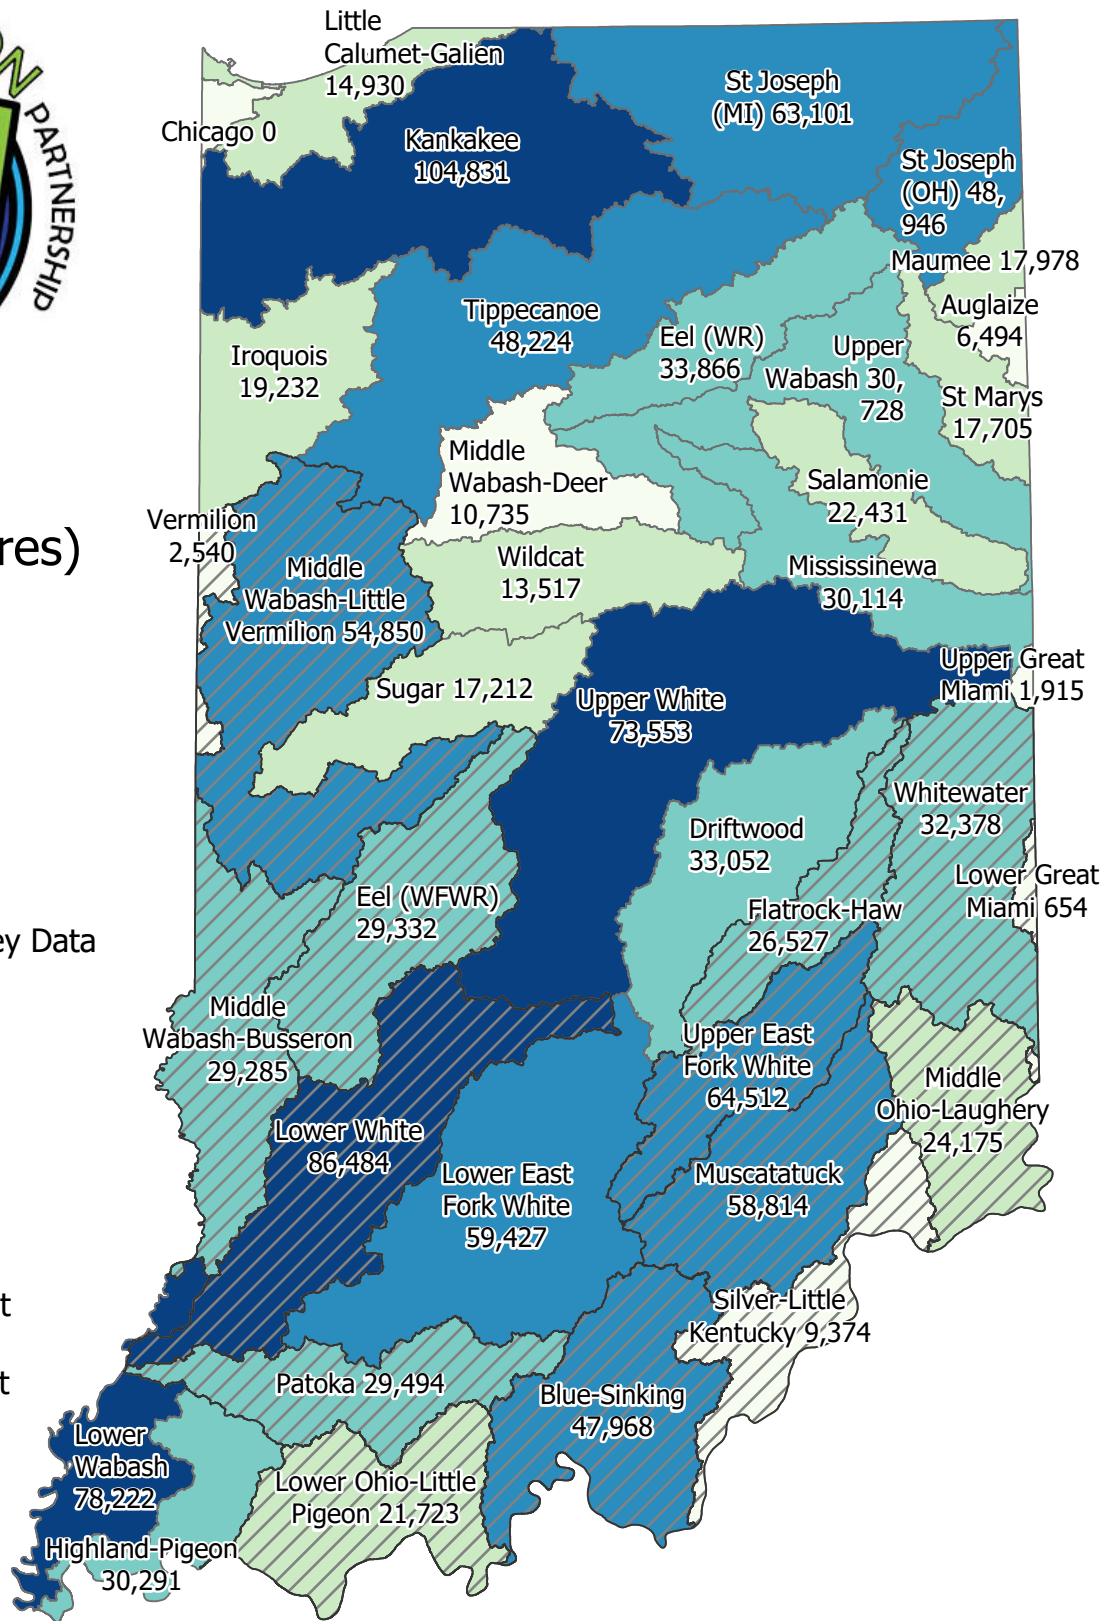 PARTNERSHIP
Little
Calumet-Galien
14,930
St Joseph
(MI) 63,101
Chicago 0
Kankakee
104,831
St Joseph
(OH) 48,
946
Maumee 17,978
Auglaize
6,494
Tippecanoe
48,224
Eel (WR)
33,866
Upper
Wabash 30,
728
Iroquois
19,232
St Marys
17,705
Middle
Wabash-Deer
10,735
Salamonie
22,431
Vermilion
2,540
res)
Middle
Wabash-Little
Vermilion 54,850
Wildcat
13,517
Mississinewa
30,114
Upper Great
Miami 1,915
Sugar 17,212
Upper White
73,553
Whitewater
32,378
Driftwood
33,052
Lower Great
Miami 654
Eel (WFWR)
29,332
Flatrock-Haw
26,527
ey Data
Middle
Wabash-Busseron
29,285
Upper East
Fork White
64,512
Middle
Ohio-Laughery
24,175
Lower White
86,484
Lower East
Fork White
59,427
Muscatatuck
58,814
t
Silver-Little
Kentucky 9,374
t
Patoka 29,494
Blue-Sinking
47,968
Lower
Wabash
78,222
Lower Ohio-Little
Pigeon 21,723
Highland-Pigeon
30,291